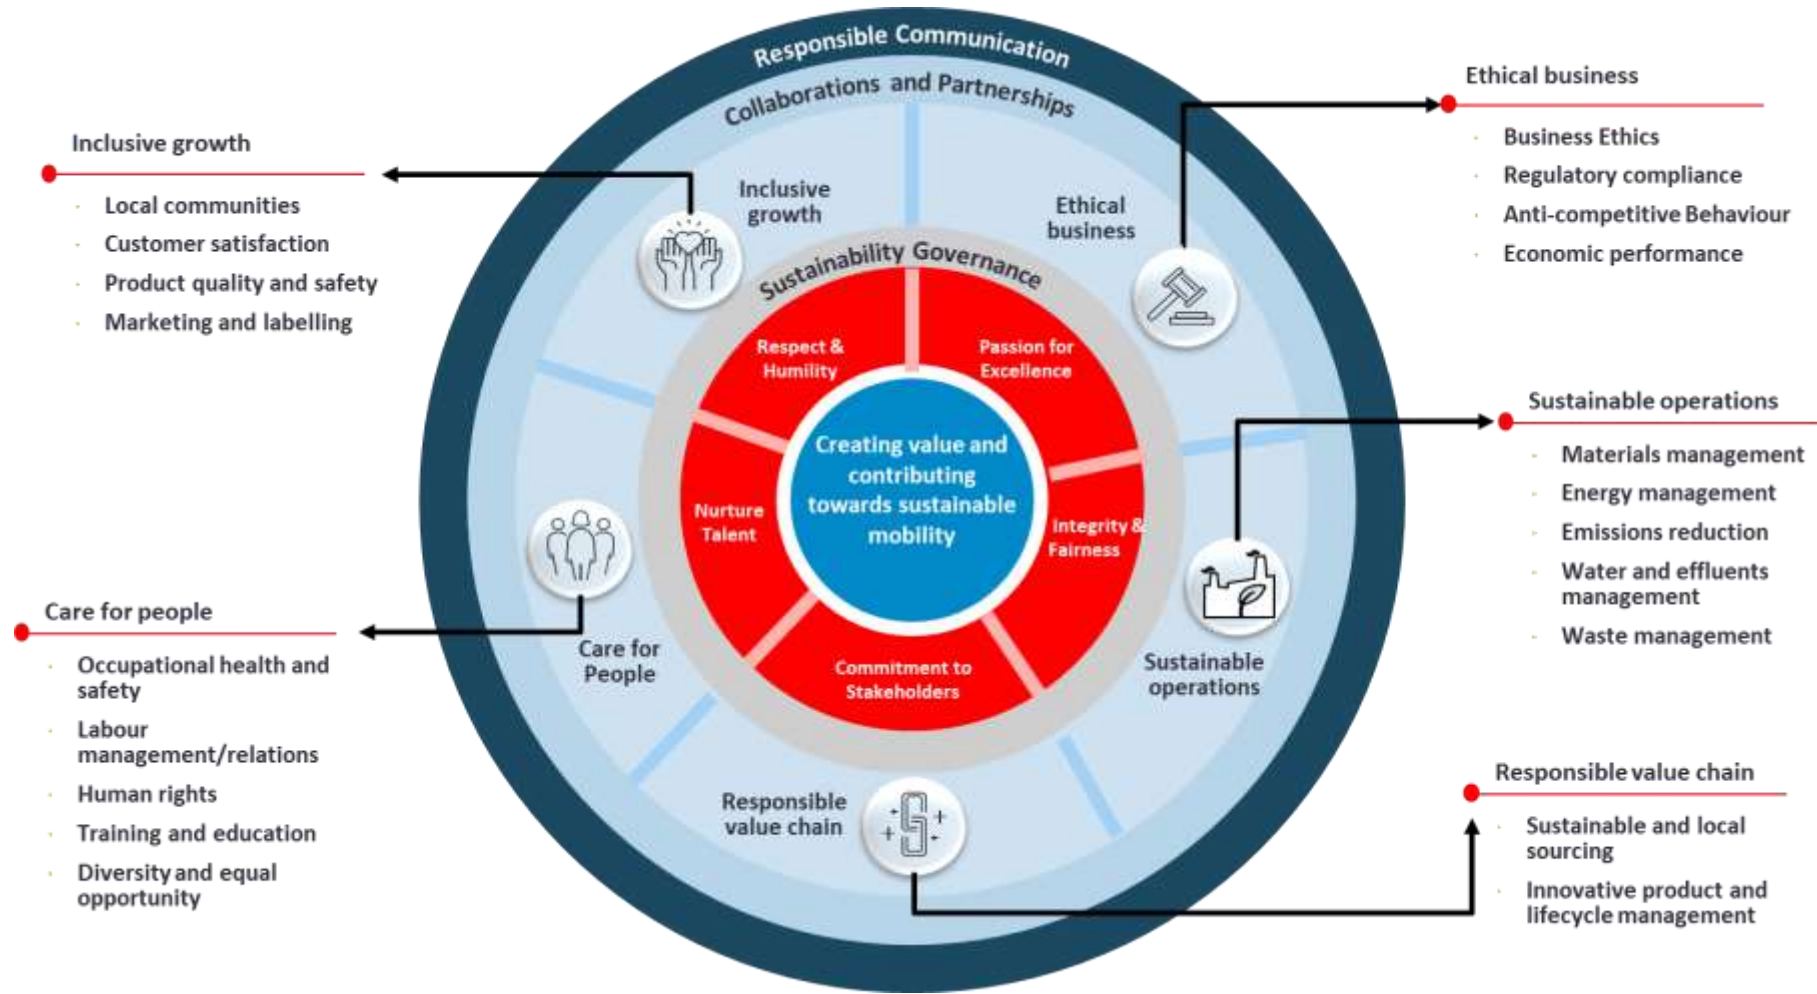 Responsible Communication
Collaborations and Partnerships
Inclusive
growth
Ethical
business
Sustainability Governance
Respect &
Humility
Passion for
Excellence
Creating value and
contributing
towards sustainable
mobility
Nurture
Talent
Integrity &
Fairness
Commitment to
Stakeholders
Care for
People
Sustainable
operations
Responsible
value chain
Inclusive growth
Local communities
Customer satisfaction
Product quality and safety
Marketing and labelling
Care for people
Occupational health and
safety
Labour
management/relations
Human rights
Training and education
Diversity and equal
opportunity
Ethical business
Business Ethics
Regulatory compliance
Anti-competitive Behaviour
Economic performance
Sustainable operations
Materials management
Energy management
Emissions reduction
Water and effluents
management
Waste management
Responsible value chain
Sustainable and local
sourcing
Innovative product and
lifecycle management